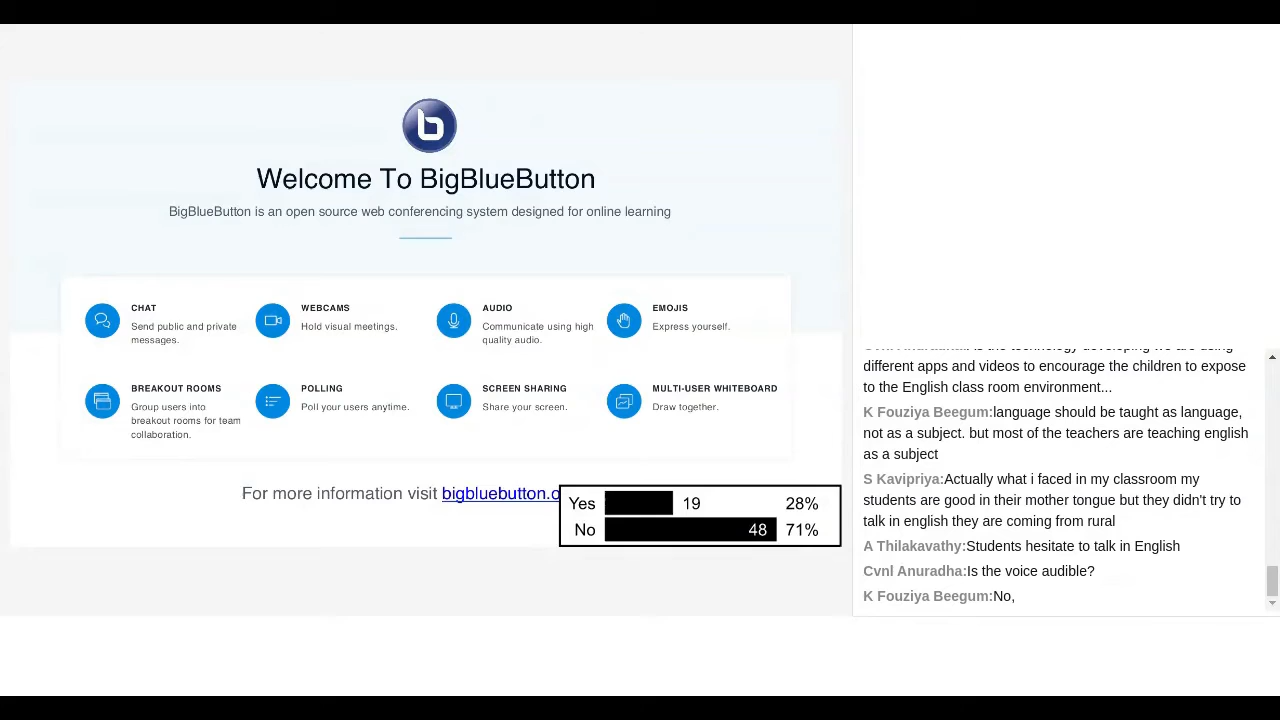 Welcome To BigBlueButton
BigBlueButton is an open source web conferencing system designed for online learning
CHAT
Send public and private
messages.
WEBCAMS
Hold visual meetings.
AUDIO
Communicate using high
quality audio.
EMOJIS
Express yourself.
BREAKOUT ROOMS
Group users into
breakout rooms for team
collaboration.
POLLING
Poll your users anytime.
SCREEN SHARING
Share your screen.
MULTI-USER WHITEBOARD
Draw together.
For more information visit bigbluebutton.o
Yes 19 28%
No 48 71%
is the technology developing we are using
different apps and videos to encourage the children to expose
to the English class room environment...
K Fouziya Beegum:language should be taught as language,
not as a subject. but most of the teachers are teaching english
as a subject
S Kavipriya:Actually what i faced in my classroom my
students are good in their mother tongue but they didn't try to
talk in english they are coming from rural
A Thilakavathy:Students hesitate to talk in English
Cvnl Anuradha:Is the voice audible?
K Fouziya Beegum:No,